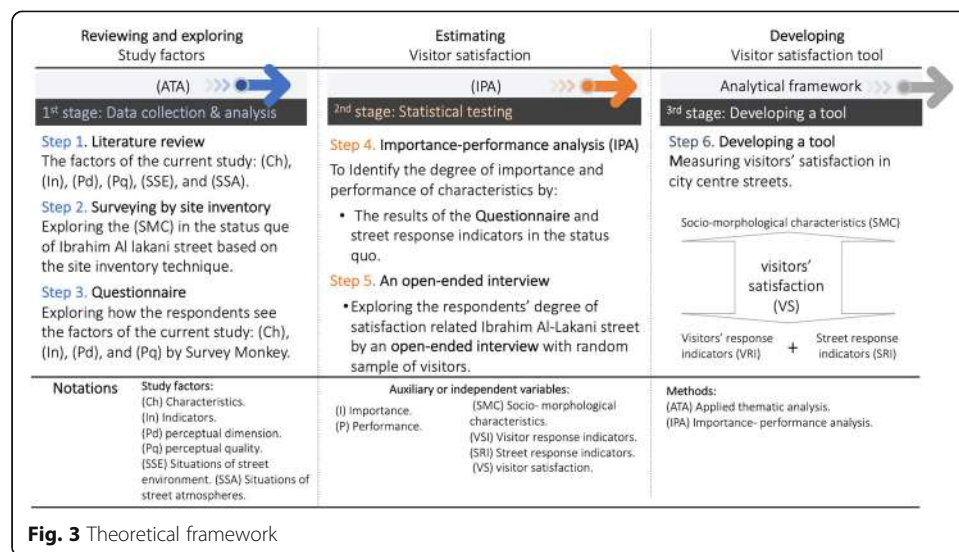 Reviewing and exploring
Study factors
(ATA)
1st stage: Data collection & analysis
Step 1. Literature review
The factors of the current study: (Ch),
(In), (Pd), (Pq), (SSE), and (SSA).
Step 2. Surveying by site inventory
Exploring the (SMC) in the status que
of Ibrahim Al lakani street based on
the site inventory technique.
Step 3. Questionnaire
Exploring how the respondents see
the factors of the current study: (Ch),
(In), (Pd), and (Pq) by Survey Monkey.
Estimating
Visitor satisfaction
(IPA)
2nd stage: Statistical testing
Step 4. Importance-performance analysis (IPA)
To Identify the degree of importance and
performance of characteristics by:
• The results of the Questionnaire and
street response indicators in the status
quo.
Step 5. An open-ended interview
•Exploring the respondents' degree of
satisfaction related Ibrahim Al-Lakani street
by an open-ended interview with random
sample of visitors.
Developing
Visitor satisfaction tool
Analytical framework
3rd stage: Developing a tool
Step 6. Developing a tool
Measuring visitors' satisfaction in
city centre streets.
Socio-morphological characteristics (SMC)
visitors'
satisfaction
(VS)
Visitors' response
indicators (VRI)
+
Street response
indicators (SRI)
Notations
Study factors:
(Ch) Characteristics.
(In) Indicators.
(Pd) perceptual dimension.
(Pq) perceptual quality.
(SSE) Situations of street
environment. (SSA) Situations of
street atmospheres.
Auxiliary or independent variables:
(I) Importance.
(P) Performance.
(SMC) Socio- morphological
characteristics.
(VSI) Visitor response indicators.
(SRI) Street response indicators.
(VS) visitor satisfaction.
Methods:
(ATA) Applied thematic analysis.
(IPA) Importance- performance analysis.
Fig. 3 Theoretical framework